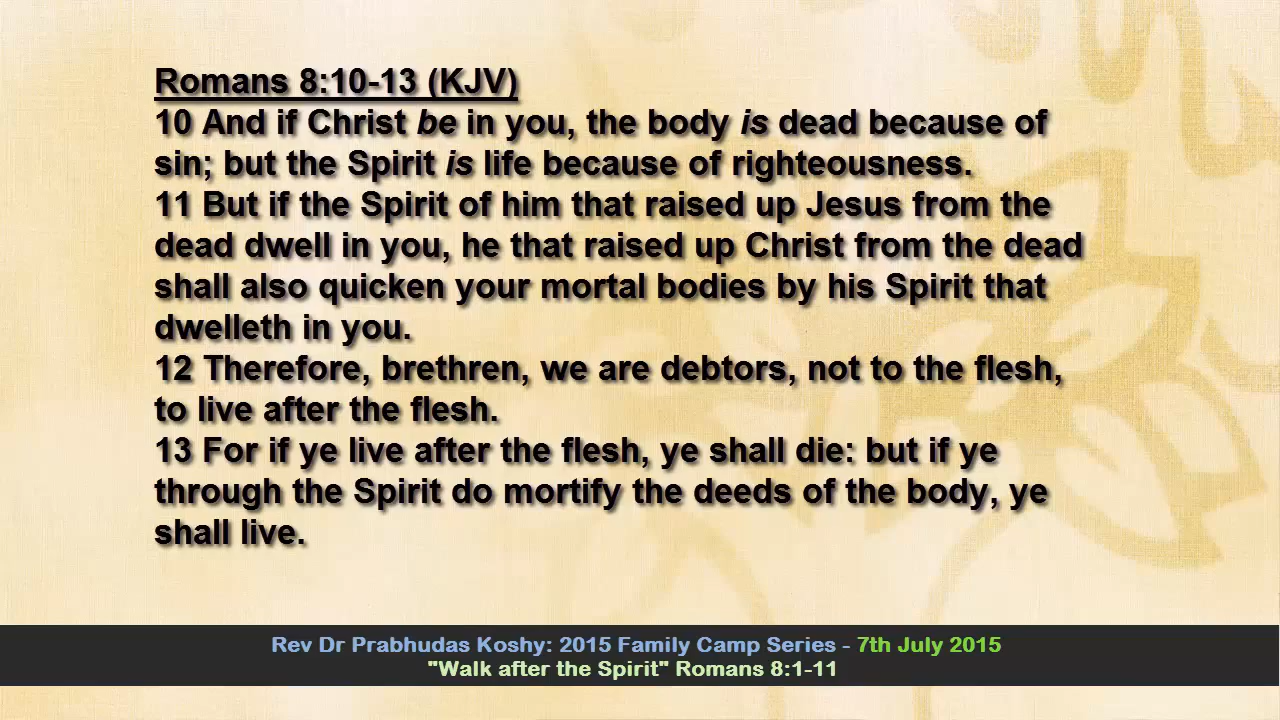 Romans 8:10-13 (KJV)
10 And if Christ be in you, the body is dead because of
sin; but the Spirit is life because of righteousness.
11 But if the Spirit of him that raised up Jesus from the
dead dwell in you, he that raised up Christ from the dead
shall also quicken your mortal bodies by his Spirit that
dwelleth in you.
12 Therefore, brethren, we are debtors, not to the flesh,
to live after the flesh.
13 For if ye live after the flesh, ye shall die: but if ye
through the Spirit do mortify the deeds of the body, ye
shall live.
Rev Dr Prabhudas Koshy: 2015 Family Camp Series - 7th July 2015
"Walk after the Spirit" Romans 8:1-11